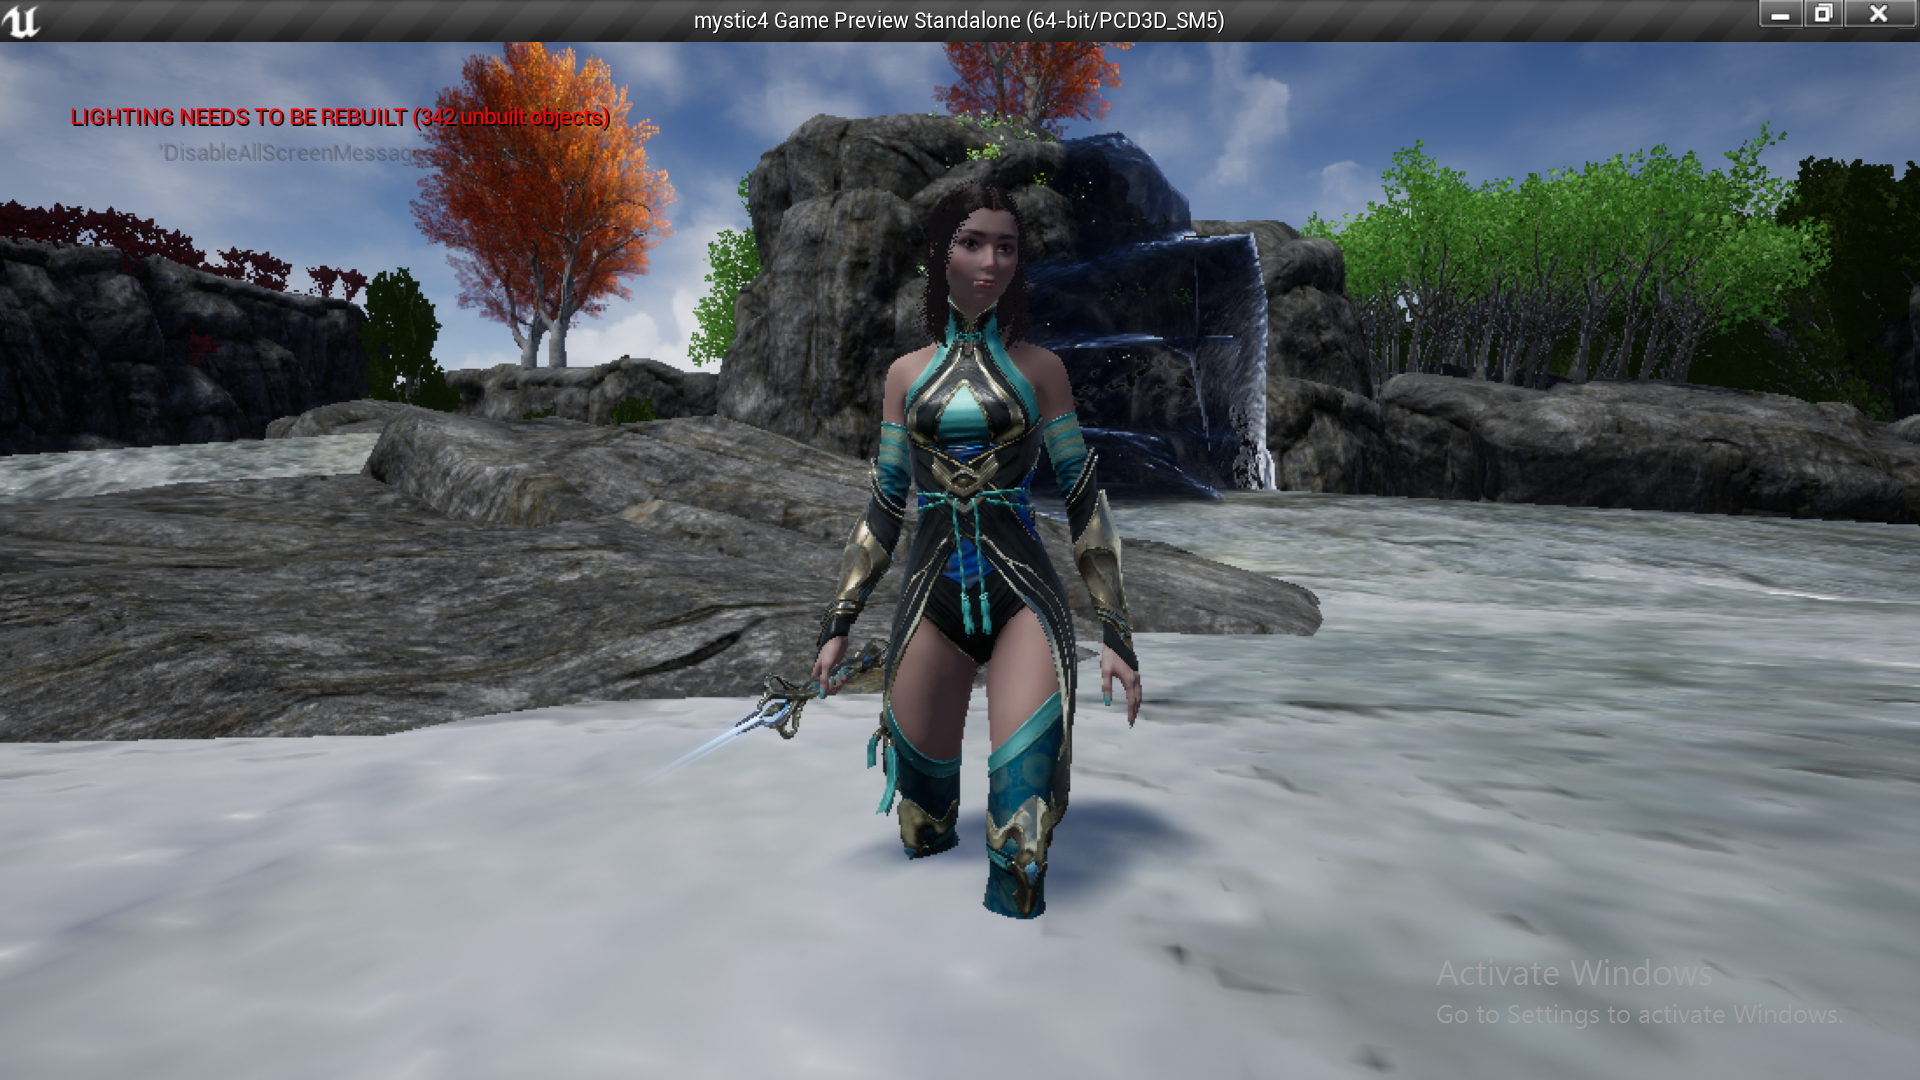 mystic4 Game Preview Standalone (64-bit/PCD3D_SM5)
LIGHTING NEEDS TO BE REBUILT (342 unbuilt objects)
'DisableAllScreenMessages
Activate Windows
Go to Settings to activate Windows.